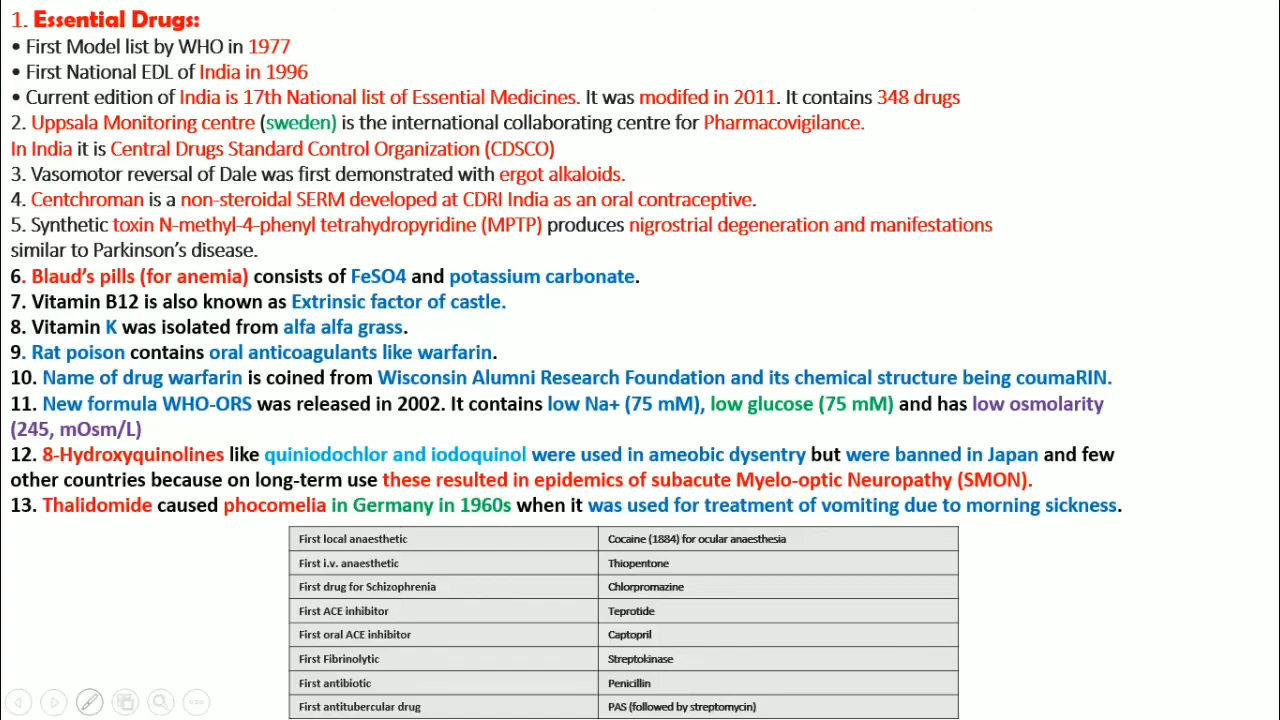 1. Essential Drugs:
• First Model list by WHO in 1977
• First National EDL of India in 1996
• Current edition of India is 17th National list of Essential Medicines. It was modifed in 2011. It contains 348 drugs
2. Uppsala Monitoring centre (sweden) is the international collaborating centre for Pharmacovigilance.
In India it is Central Drugs Standard Control Organization (CDSCO)
3. Vasomotor reversal of Dale was first demonstrated with ergot alkaloids.
4. Centchroman is a non-steroidal SERM developed at CDRI India as an oral contraceptive.
5. Synthetic toxin N-methyl-4-phenyl tetrahydropyridine (MPTP) produces nigrostrial degeneration and manifestations
similar to Parkinson's disease.
6. Blaud's pills (for anemia) consists of FeSO4 and potassium carbonate.
7. Vitamin B12 is also known as Extrinsic factor of castle.
8. Vitamin K was isolated from alfa alfa grass.
9. Rat poison contains oral anticoagulants like warfarin.
10. Name of drug warfarin is coined from Wisconsin Alumni Research Foundation and its chemical structure being coumaRIN.
11. New formula WHO-ORS was released in 2002. It contains low Na+ (75 mM), low glucose (75 mM) and has low osmolarity
(245, mOsm/L)
12. 8-Hydroxyquinolines like quiniodochlor and iodoquinol were used in ameobic dysentry but were banned in Japan and few
other countries because on long-term use these resulted in epidemics of subacute Myelo-optic Neuropathy (SMON).
13. Thalidomide caused phocomelia in Germany in 1960s when it was used for treatment of vomiting due to morning sickness.
First local anaesthetic Cocaine (1884) for ocular anaesthesia
First i.v. anaesthetic Thiopentone
First drug for Schizophrenia Chlorpromazine
First ACE inhibitor Teprotide
First oral ACE inhibitor Captopril
First Fibrinolytic Streptokinase
First antibiotic Penicillin
First antitubercular drug PAS (followed by streptomycin)